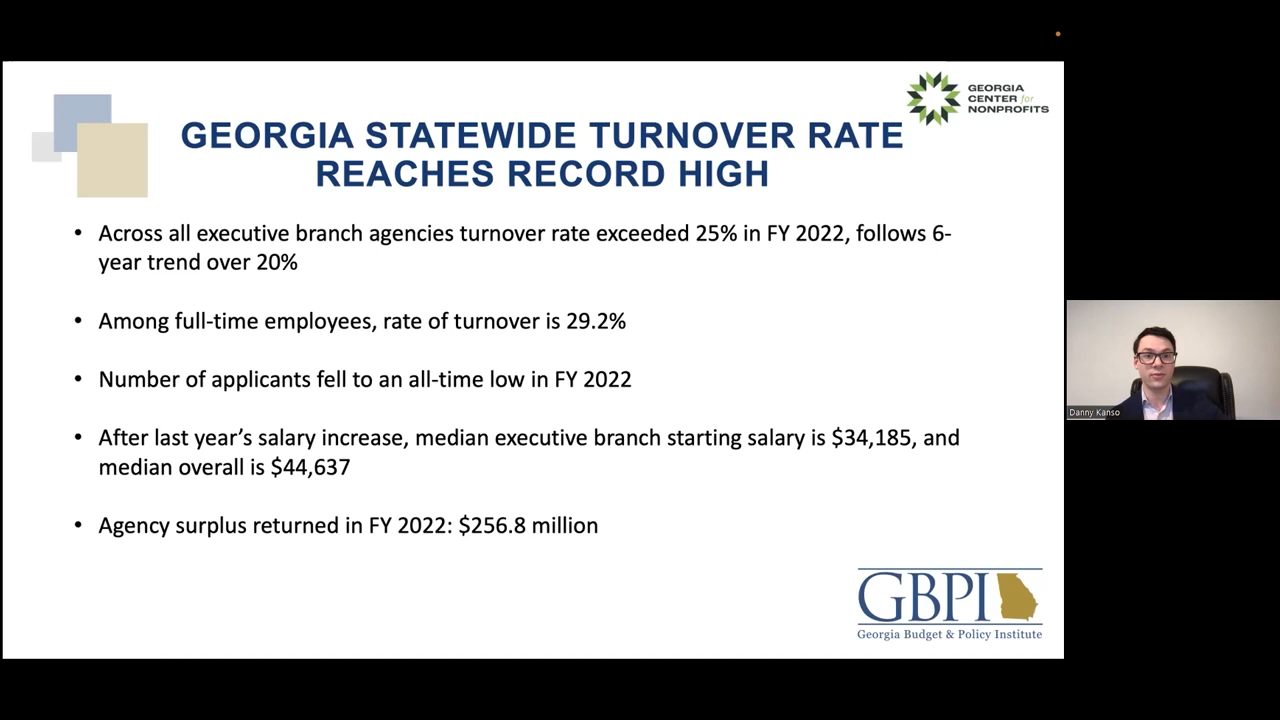 GEORGIA
CENTER for
NONPROFITS
GEORGIA STATEWIDE TURNOVER RATE
REACHES RECORD HIGH
• Across all executive branch agencies turnover rate exceeded 25% in FY 2022, follows 6-
year trend over 20%
• Among full-time employees, rate of turnover is 29.2%
• Number of applicants fell to an all-time low in FY 2022
• After last year’s salary increase, median executive branch starting salary is $34,185, and
median overall is $44,637
• Agency surplus returned in FY 2022: $256.8 million
GBPI
Georgia Budget & Policy Institute
Danny Kanso